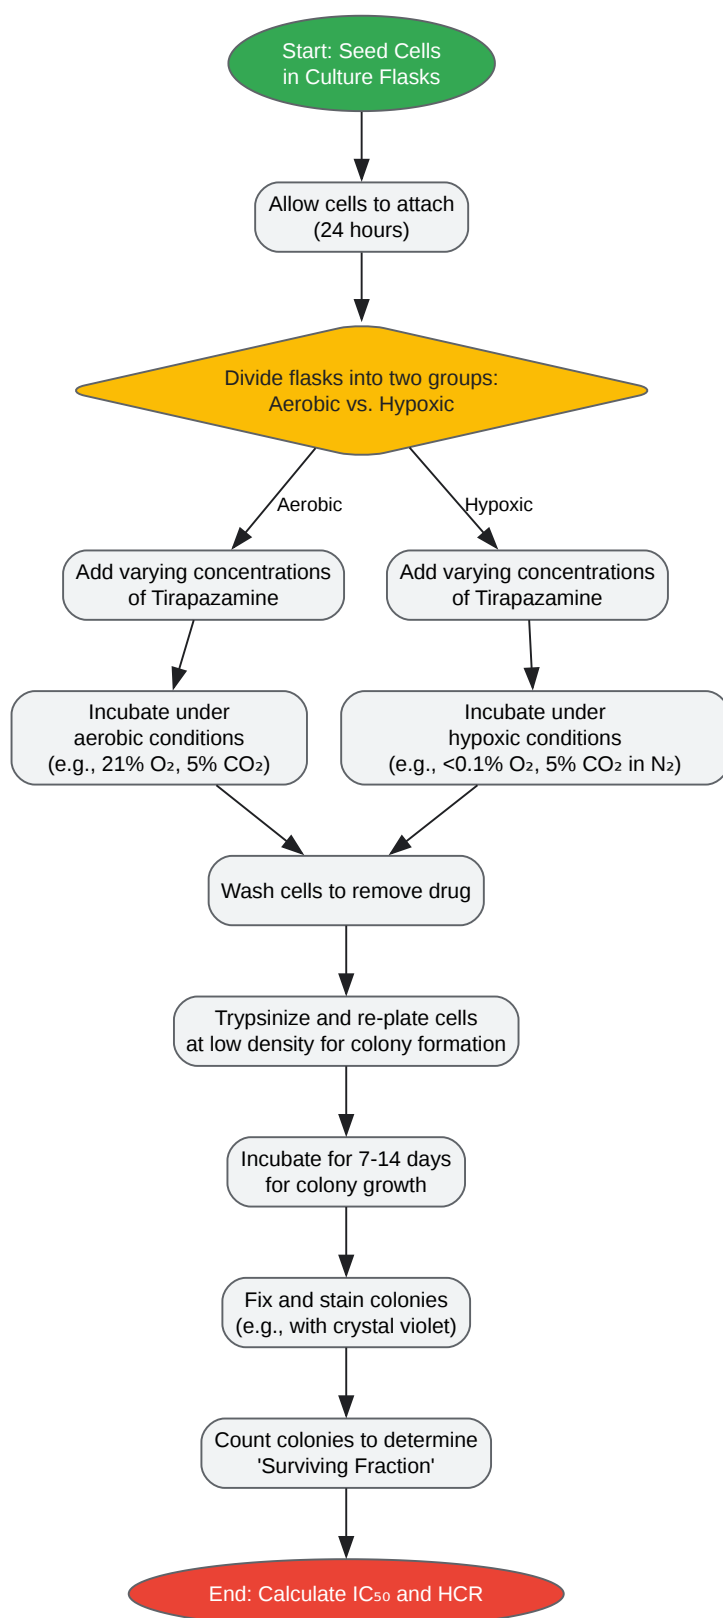 Start: Seed Cells
in Culture Flasks
Allow cells to attach
(24 hours)
Divide flasks into two groups:
Aerobic vs. Hypoxic
Aerobic
Hypoxic
Add varying concentrations
of Tirapazamine
Add varying concentrations
of Tirapazamine
Incubate under
aerobic conditions
(e.g., 21% O₂, 5% CO₂)
Incubate under
hypoxic conditions
(e.g., <0.1% O₂, 5% CO₂ in N₂)
Wash cells to remove drug
Trypsinize and re-plate cells
at low density for colony formation
Incubate for 7-14 days
for colony growth
Fix and stain colonies
(e.g., with crystal violet)
Count colonies to determine
'Surviving Fraction'
End: Calculate IC₅₀ and HCR